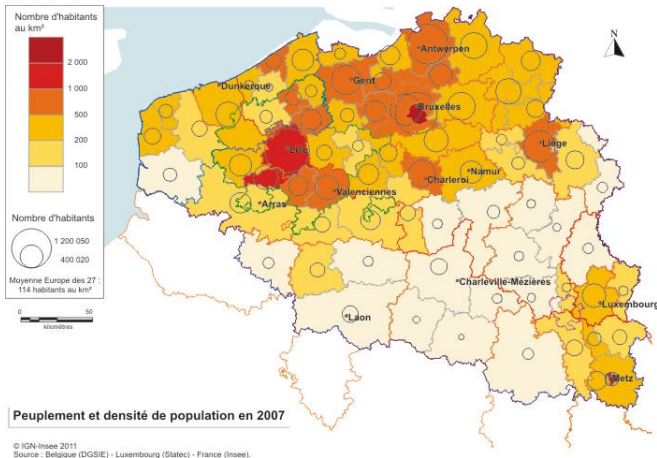 Nombre d'habitants
au km²
2 000
1 000
500
200
100
Nombre d'habitants
1 200 050
400 020
Moyenne Europe des 27 :
114 habitants au km²
0 50
kilomètres
N
Antwerpen
Dunkerque
Gent
Bruxelles
Lille
Liège
Namur
Charleroi
Valenciennes
Arras
Charleville-Mézières
Luxembourg
Laon
Metz
Peuplement et densité de population en 2007
© IGN-Insee 2011
Source : Belgique (DGSIE) - Luxembourg (Statec) - France (Insee).